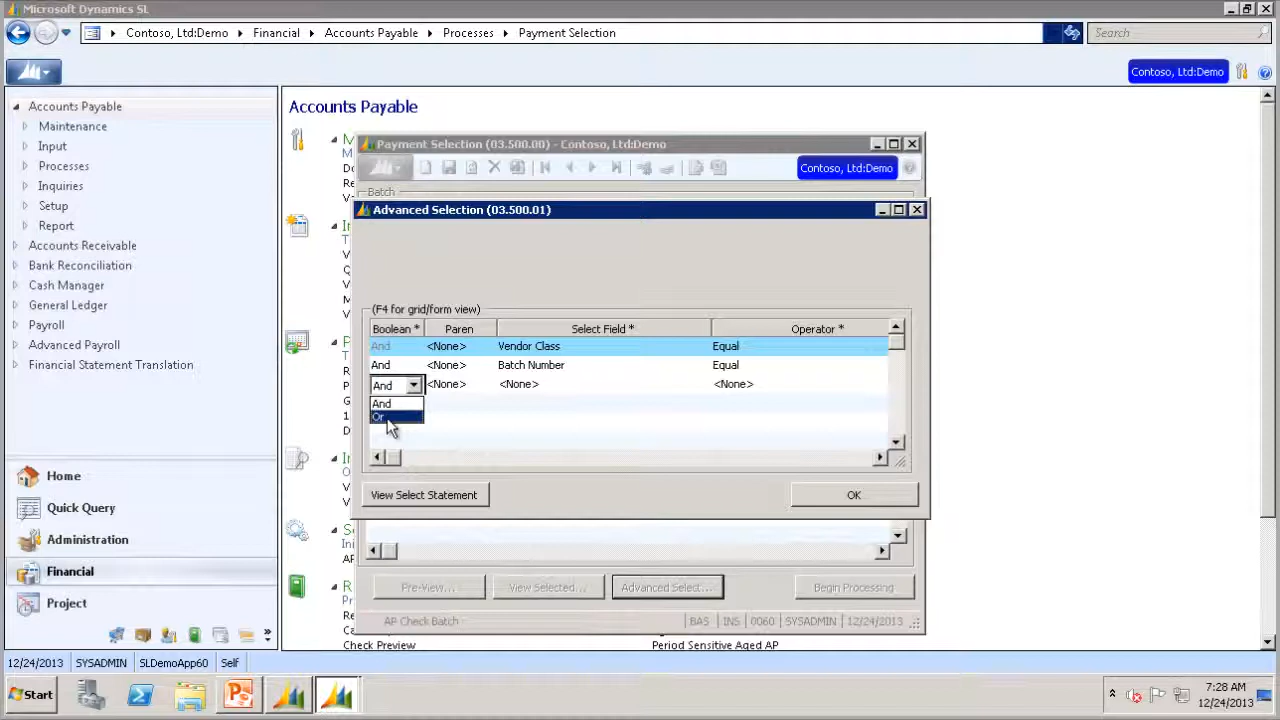 Microsoft Dynamics SL
Contoso, Ltd:Demo
Financial
Accounts Payable
Processes
Payment Selection
Search
Contoso, Ltd:Demo
Accounts Payable
Maintenance
Input
Processes
Inquiries
Setup
Report
Accounts Receivable
Bank Reconciliation
Cash Manager
General Ledger
Payroll
Advanced Payroll
Financial Statement Translation
Home
Quick Query
Administration
Financial
Project
Accounts Payable
Payment Selection (03.500.00) - Contoso, Ltd:Demo
Contoso, Ltd:Demo
Batch
Advanced Selection (03.500.01)
(F4 for grid/form view)
Boolean *
Paren
Select Field *
Operator *
And
<None>
Vendor Class
Equal
And
<None>
Batch Number
Equal
And
<None>
<None>
<None>
And
Or
View Select Statement
OK
Pre-View...
View Selected...
Advanced Select...
Begin Processing
AP Check Batch
BAS
INS
0060
SYSADMIN
12/24/2013
Check Preview
Period Sensitive Aged AP
12/24/2013
SYSADMIN
SLDemoApp60
Self
Start
7:28 AM
12/24/2013